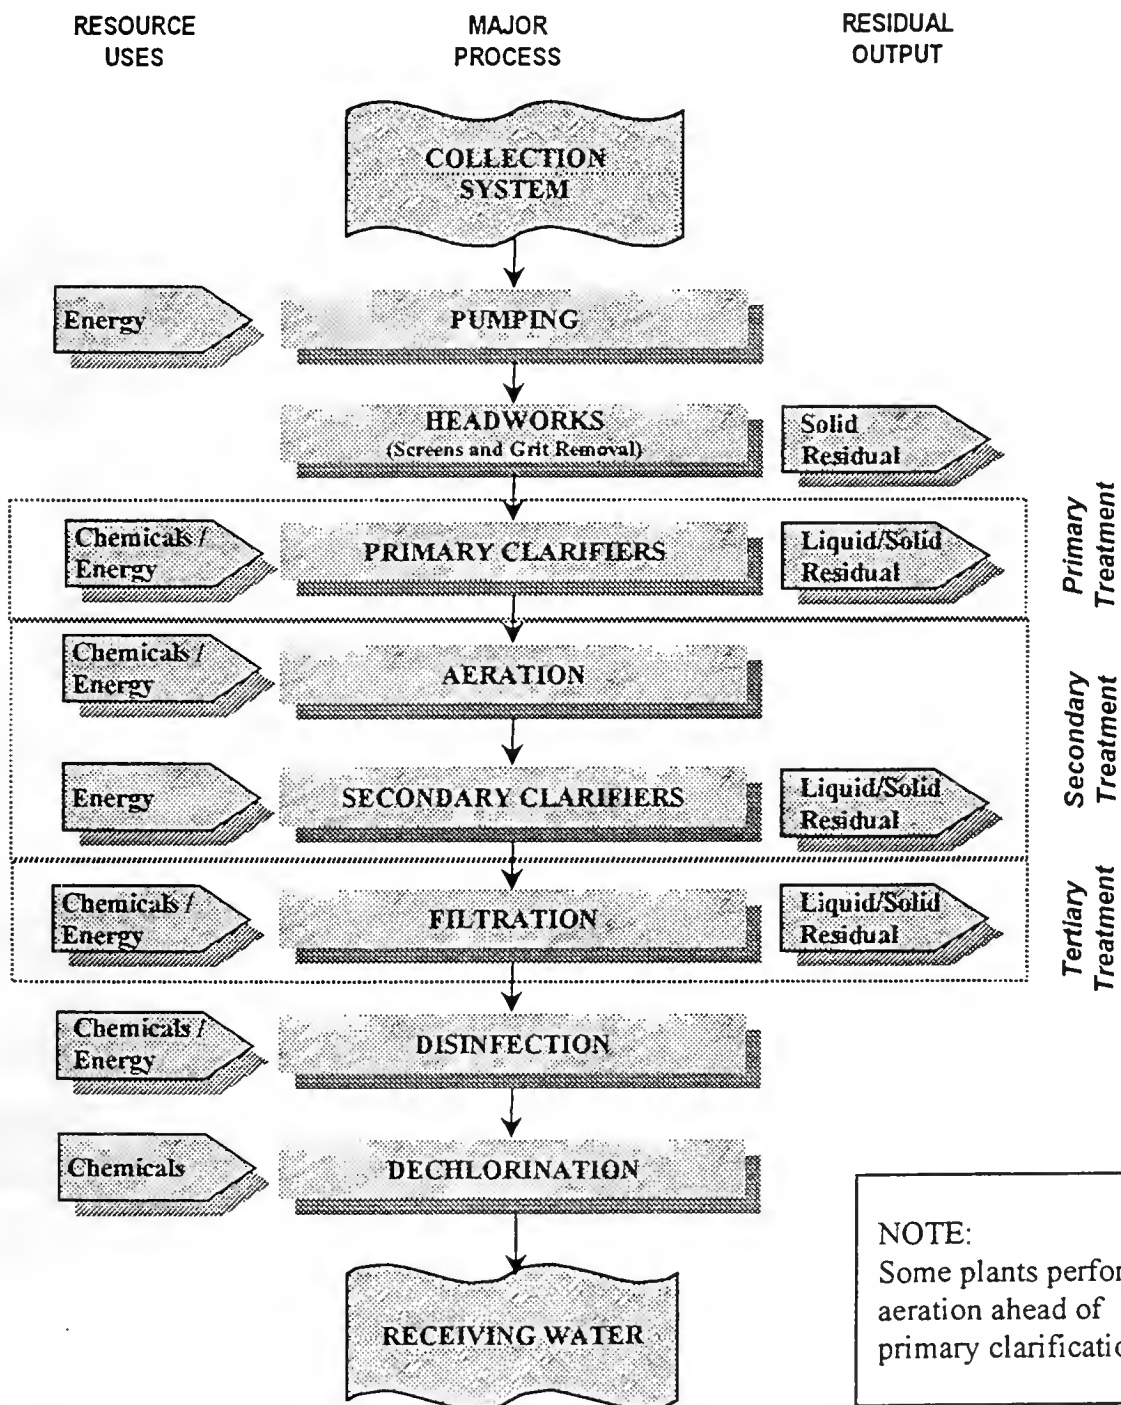 RESOURCE
USES
MAJOR
PROCESS
RESIDUAL
OUTPUT
COLLECTION
SYSTEM
Energy
PUMPING
HEADWORKS
(Screens and Grit Removal)
Solid
Residual
Chemicals /
Energy
PRIMARY CLARIFIERS
Liquid/Solid
Residual
Primary
Treatment
Chemicals /
Energy
AERATION
Energy
SECONDARY CLARIFIERS
Liquid/Solid
Residual
Secondary
Treatment
Chemicals /
Energy
FILTRATION
Liquid/Solid
Residual
Tertiary
Treatment
Chemicals /
Energy
DISINFECTION
Chemicals
DECHLORINATION
RECEIVING WATER
NOTE:
Some plants perfor
aeration ahead of
primary clarificatio